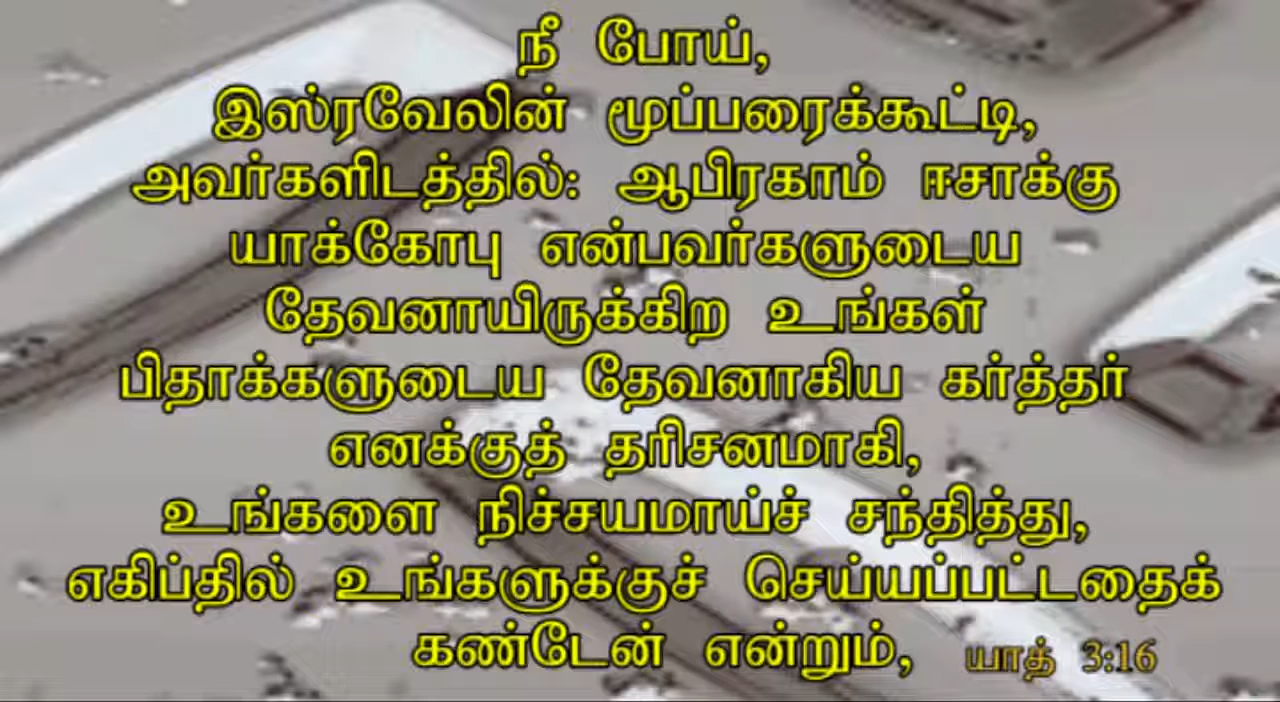 நீ போய்,
இஸ்ரவேலின் மூப்பரைக்கூட்டி,
அவர்களிடத்தில்: ஆபிரகாம் ஈசாக்கு
யாக்கோபு என்பவர்களுடைய
தேவனாயிருக்கிற உங்கள்
பிதாக்களுடைய தேவனாகிய கர்த்தர்
எனக்குத் தரிசனமாகி,
உங்களை நிச்சயமாய்ச் சந்தித்து,
எகிப்தில் உங்களுக்குச் செய்யப்பட்டதைக்
கண்டேன் என்றும், யாத் 3:16